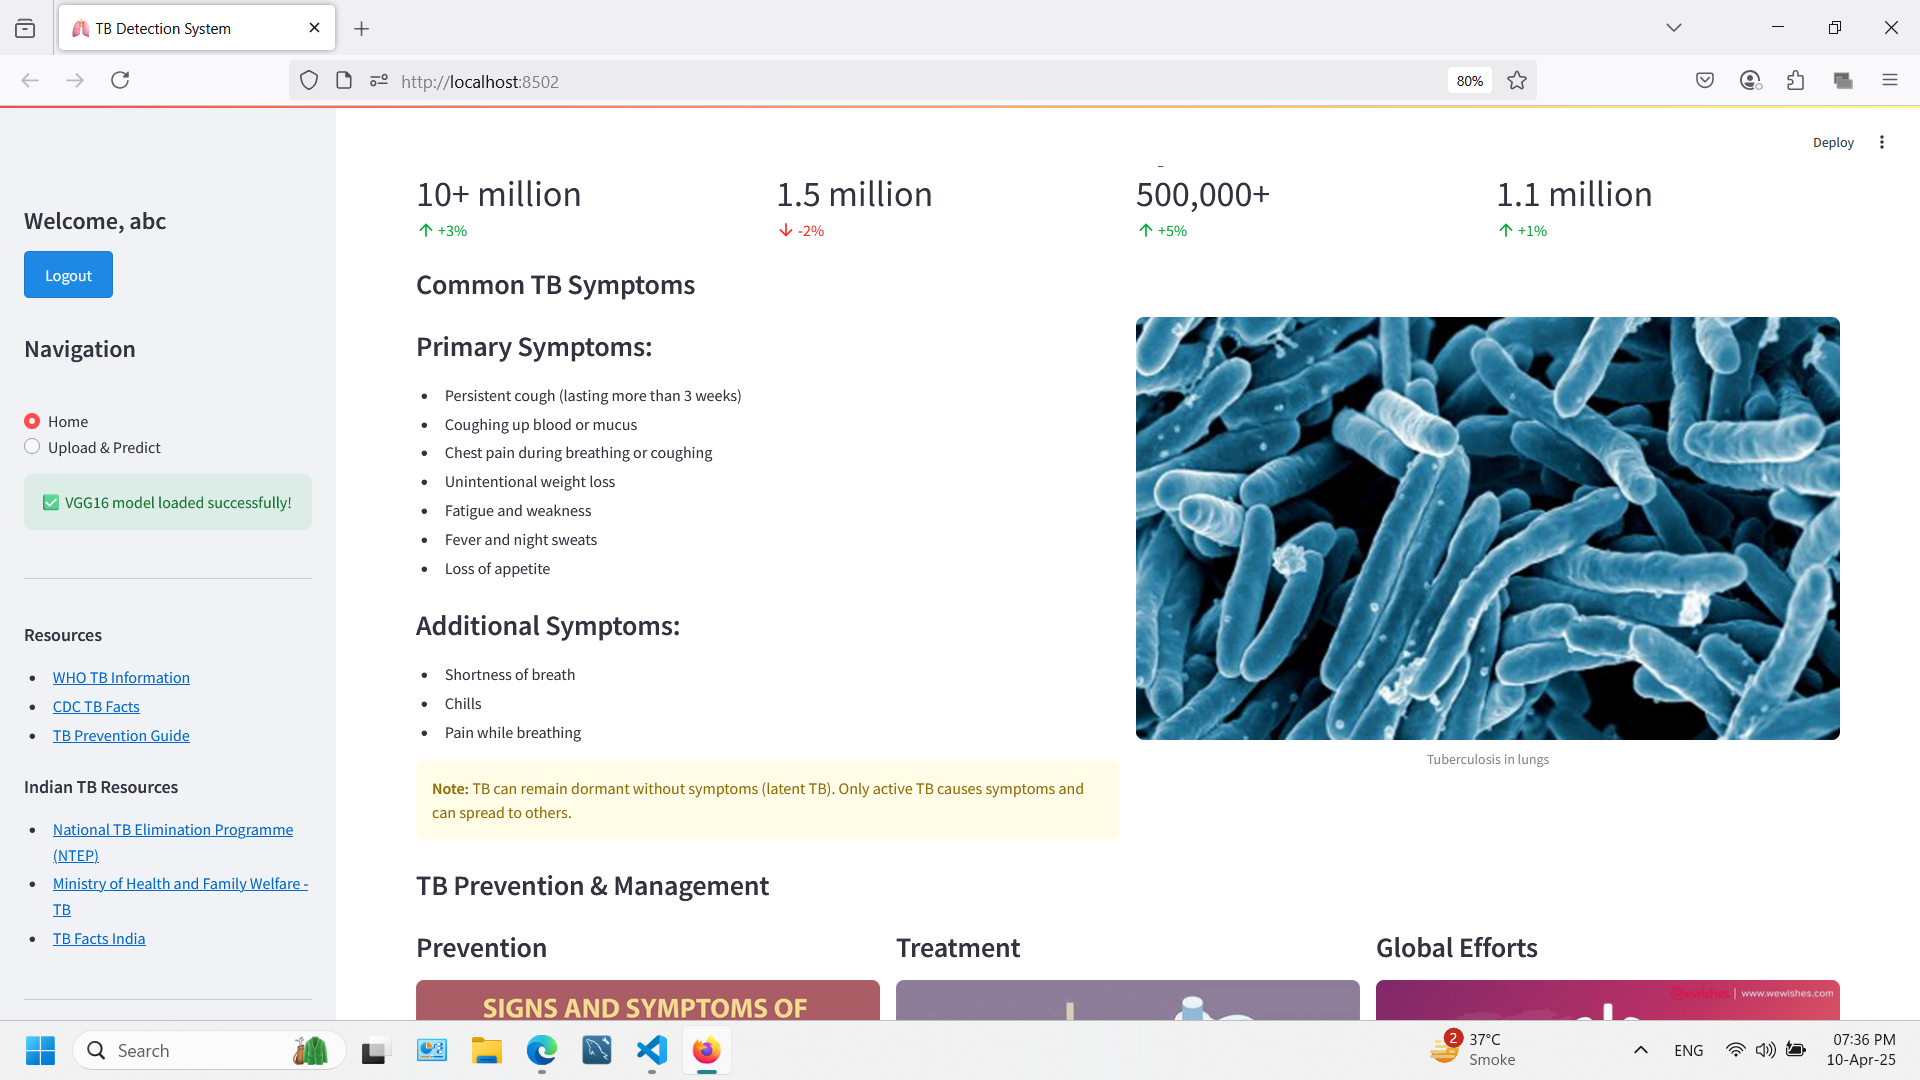 TB Detection System
http://localhost:8502
80%
Deploy
Welcome, abc
Logout
Navigation
Home
Upload & Predict
VGG16 model loaded successfully!
Resources
WHO TB Information
CDC TB Facts
TB Prevention Guide
Indian TB Resources
National TB Elimination Programme
(NTEP)
Ministry of Health and Family Welfare -
TB
TB Facts India
10+ million
+3%
1.5 million
-2%
500,000+
+5%
1.1 million
+1%
Common TB Symptoms
Primary Symptoms:
Persistent cough (lasting more than 3 weeks)
Coughing up blood or mucus
Chest pain during breathing or coughing
Unintentional weight loss
Fatigue and weakness
Fever and night sweats
Loss of appetite
Additional Symptoms:
Shortness of breath
Chills
Pain while breathing
Note: TB can remain dormant without symptoms (latent TB). Only active TB causes symptoms and
can spread to others.
Tuberculosis in lungs
TB Prevention & Management
Prevention
Treatment
Global Efforts
SIGNS AND SYMPTOMS OF
ewishes | www.wewishes.com
Search
2
37°C
Smoke
ENG
07:36 PM
10-Apr-25